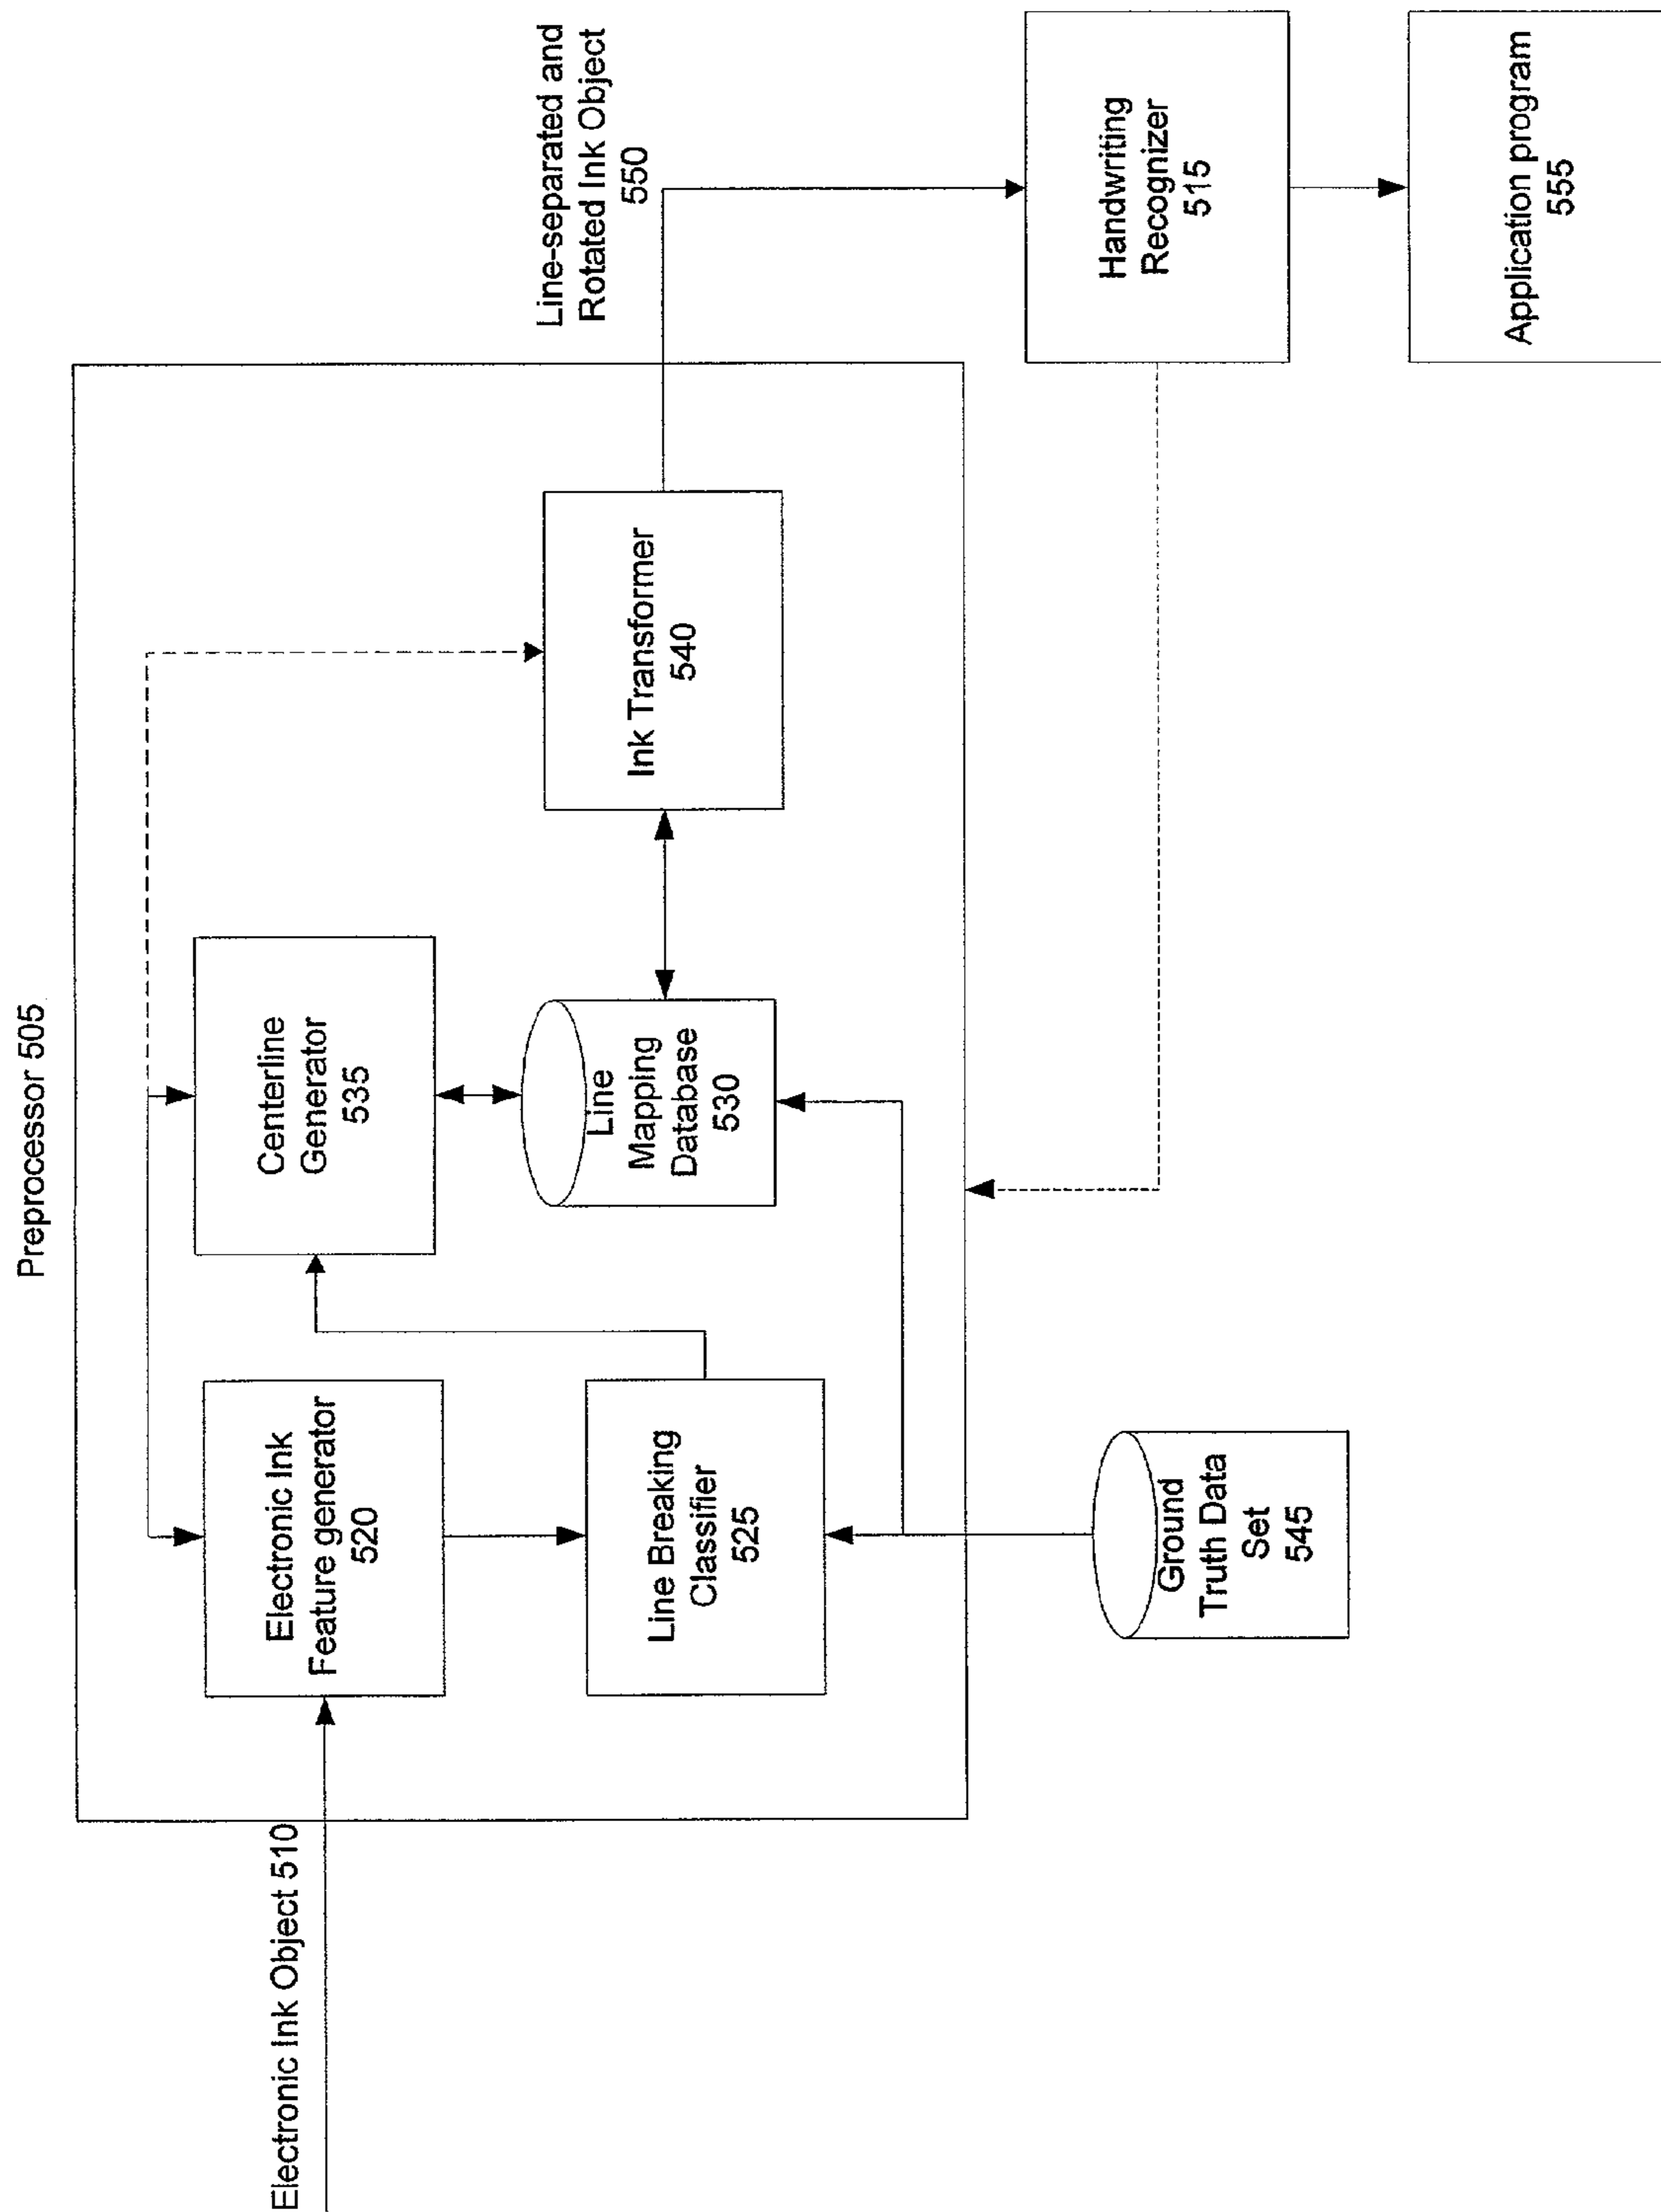 Preprocessor 505
Electronic Ink Object 510
Electronic Ink
Feature generator
520
Line Breaking
Classifier
525
Centerline
Generator
535
Line
Mapping
Database
530
Ink Transformer
540
Ground
Truth Data
Set
545
Line-separated and
Rotated Ink Object
550
Handwriting
Recognizer
515
Application program
555